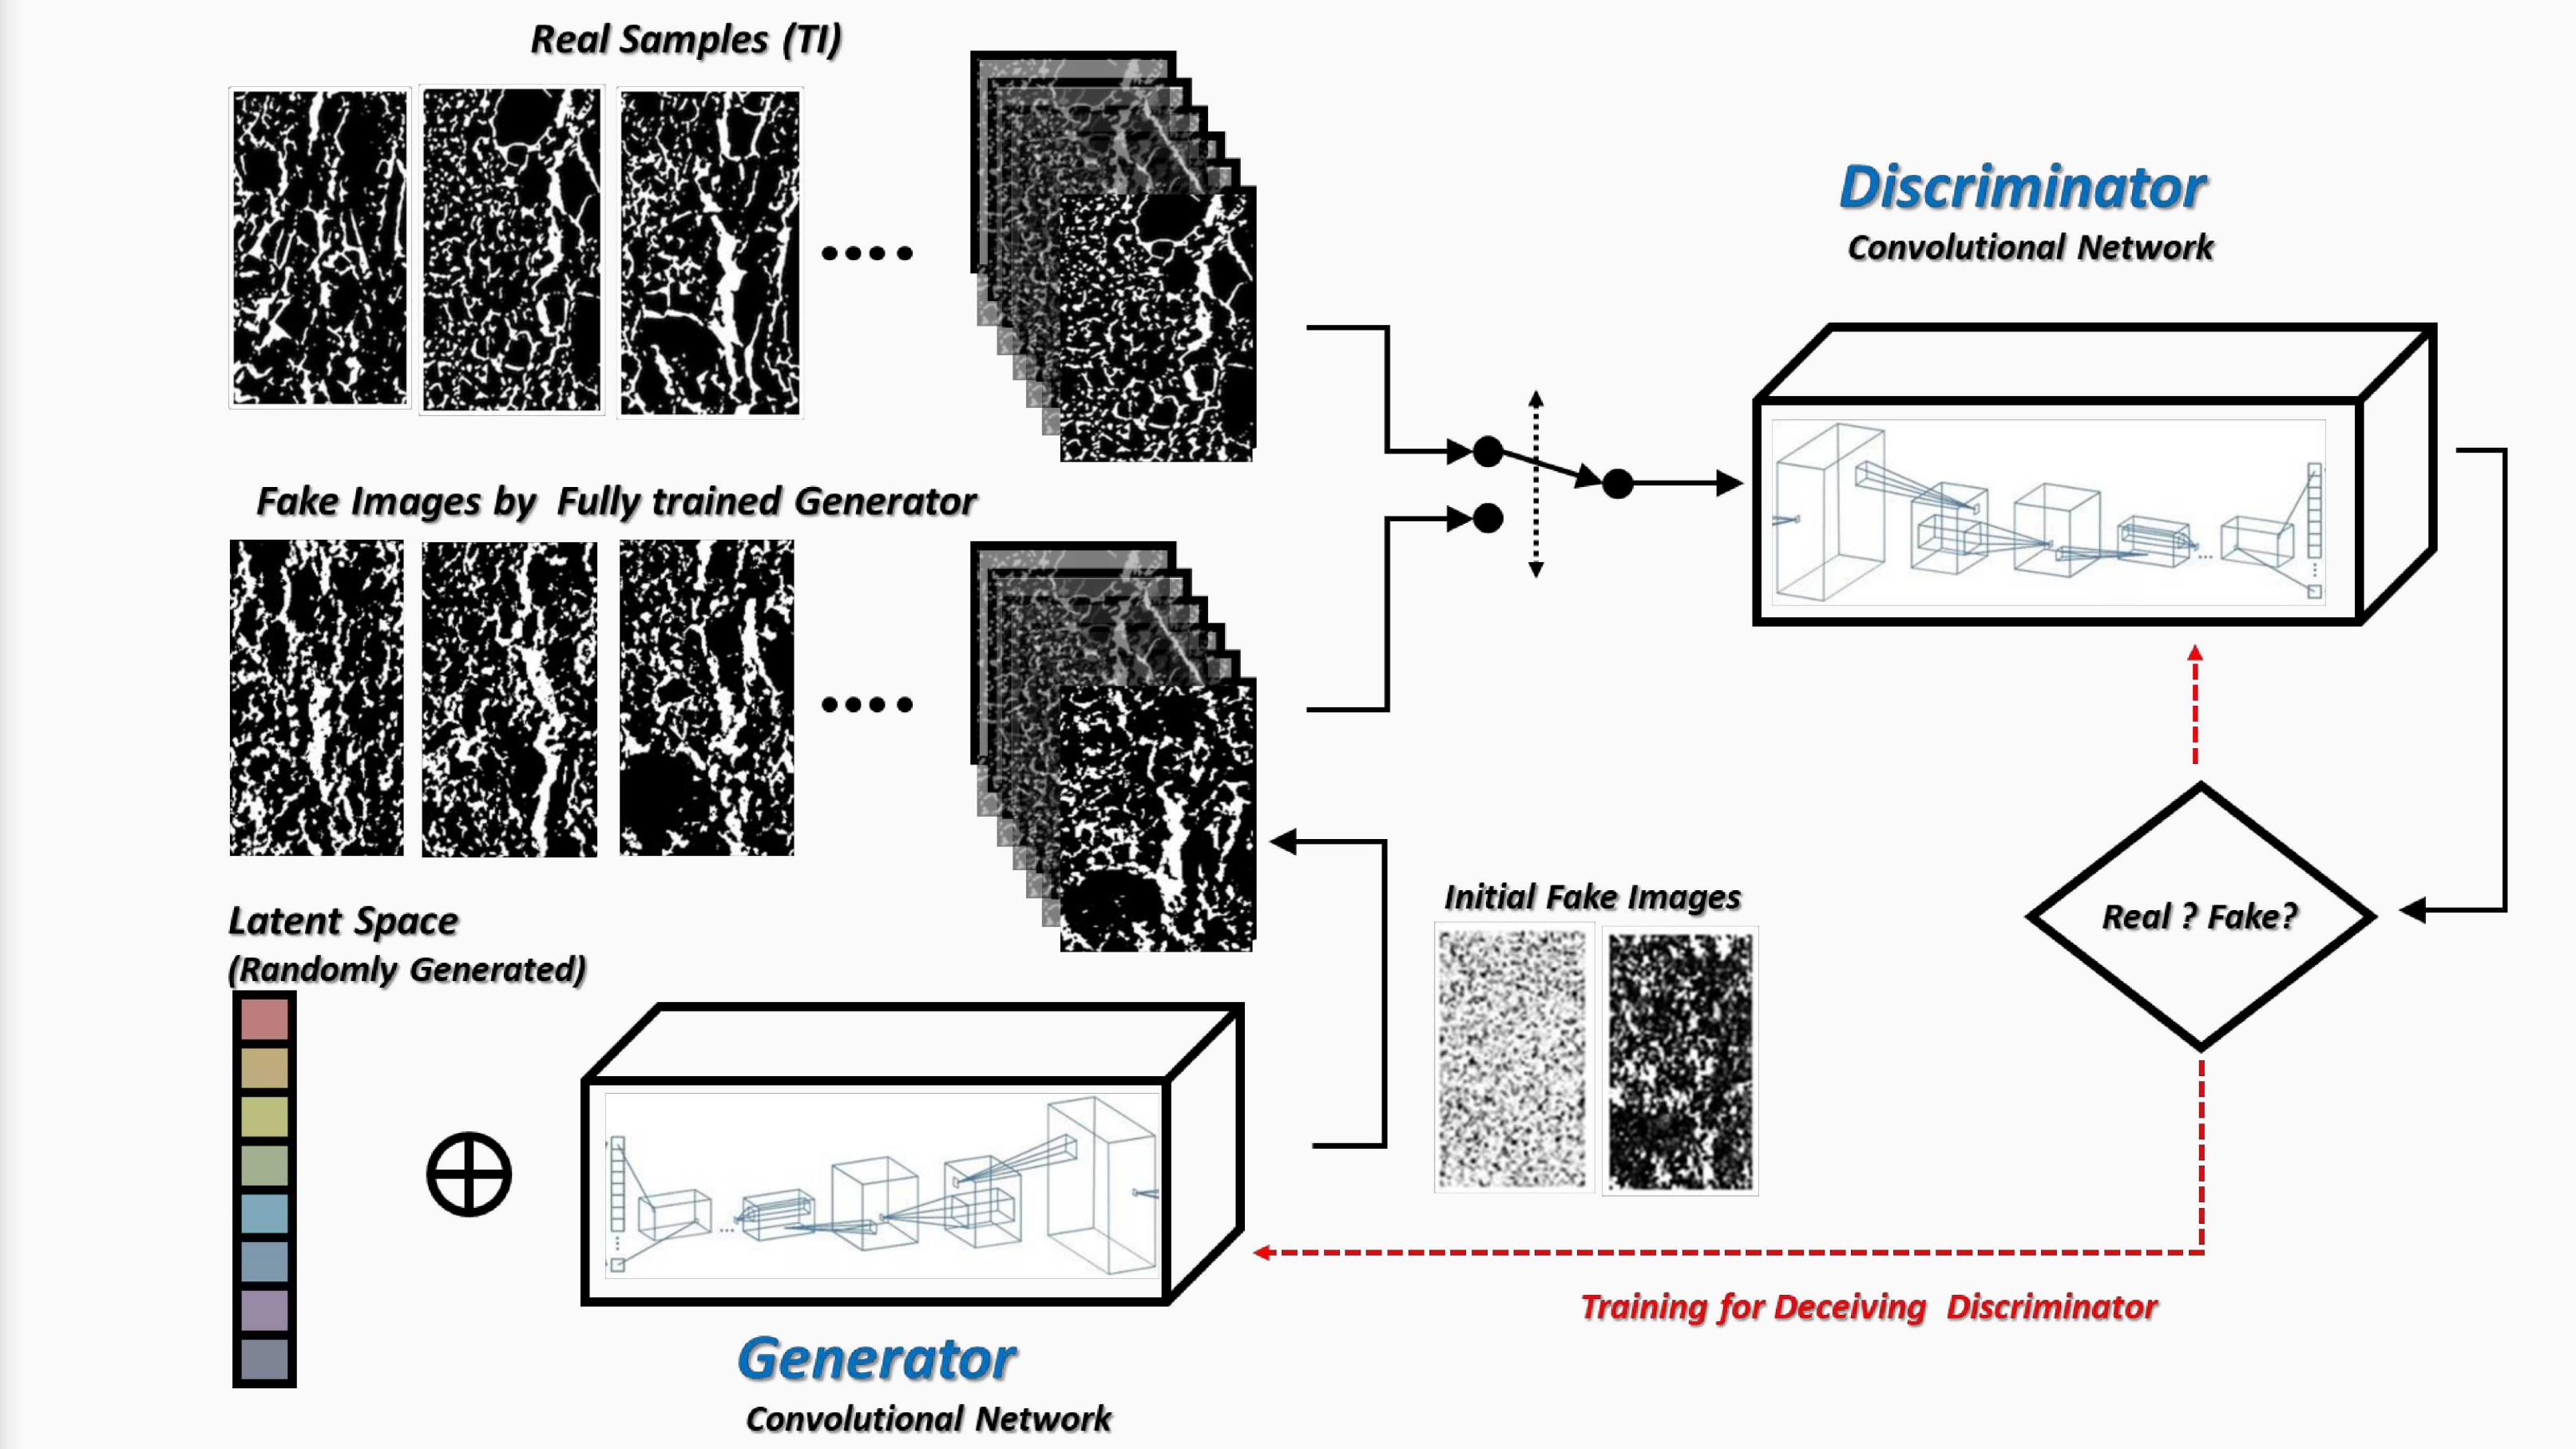 Real Samples (TI)
Discriminator
Convolutional Network
Fake Images by Fully trained Generator
Latent Space
(Randomly Generated)
Initial Fake Images
Real ? Fake?
Training for Deceiving Discriminator
Generator
Convolutional Network